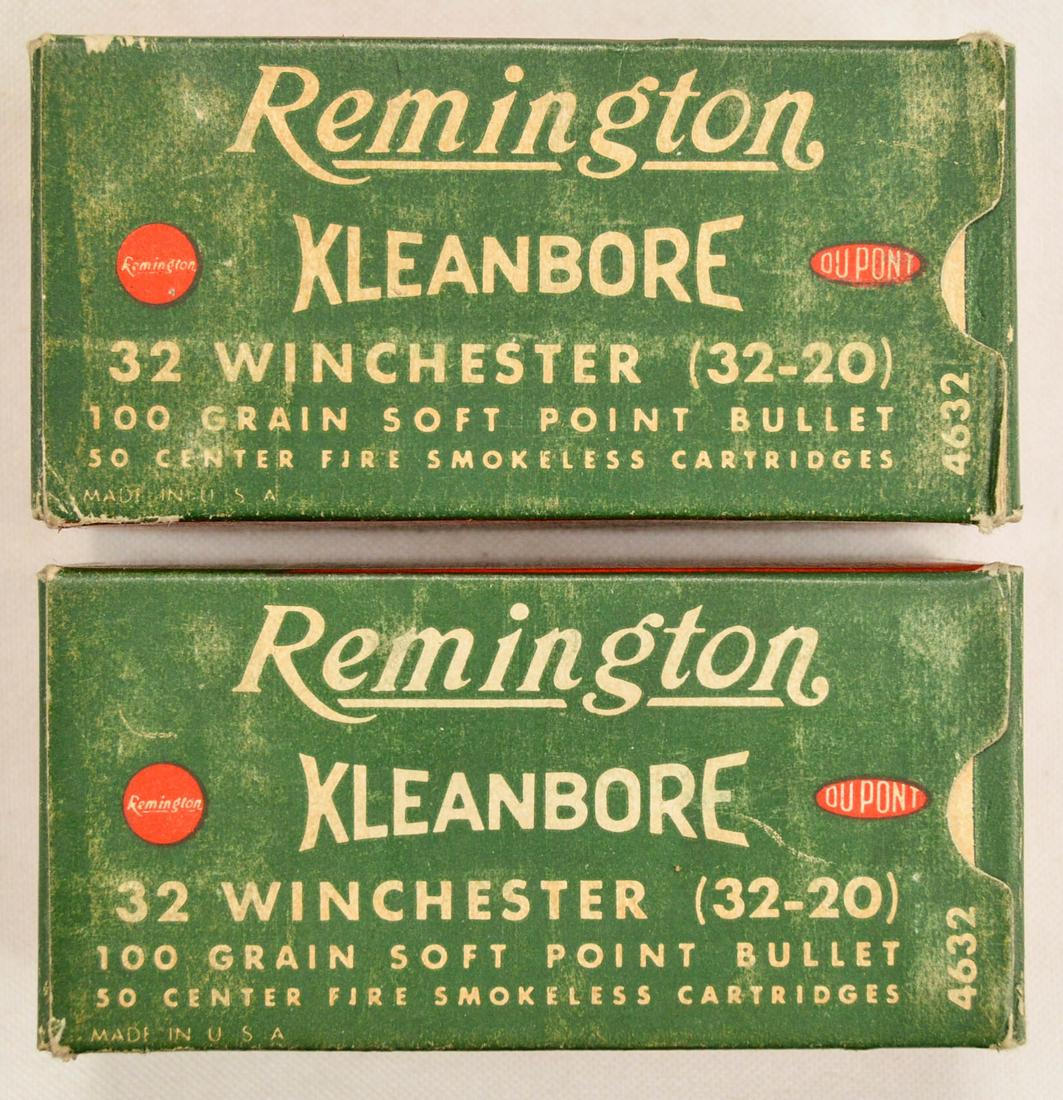 Remington
KLEANBORE
Remington
DU PONT
32 WINCHESTER (32-20)
100 GRAIN SOFT POINT BULLET
50 CENTER FIRE SMOKELESS CARTRIDGES
MADE IN U S A
4632
Remington
KLEANBORE
Remington
DU PONT
32 WINCHESTER (32-20)
100 GRAIN SOFT POINT BULLET
50 CENTER FIRE SMOKELESS CARTRIDGES
MADE IN U S A
4632